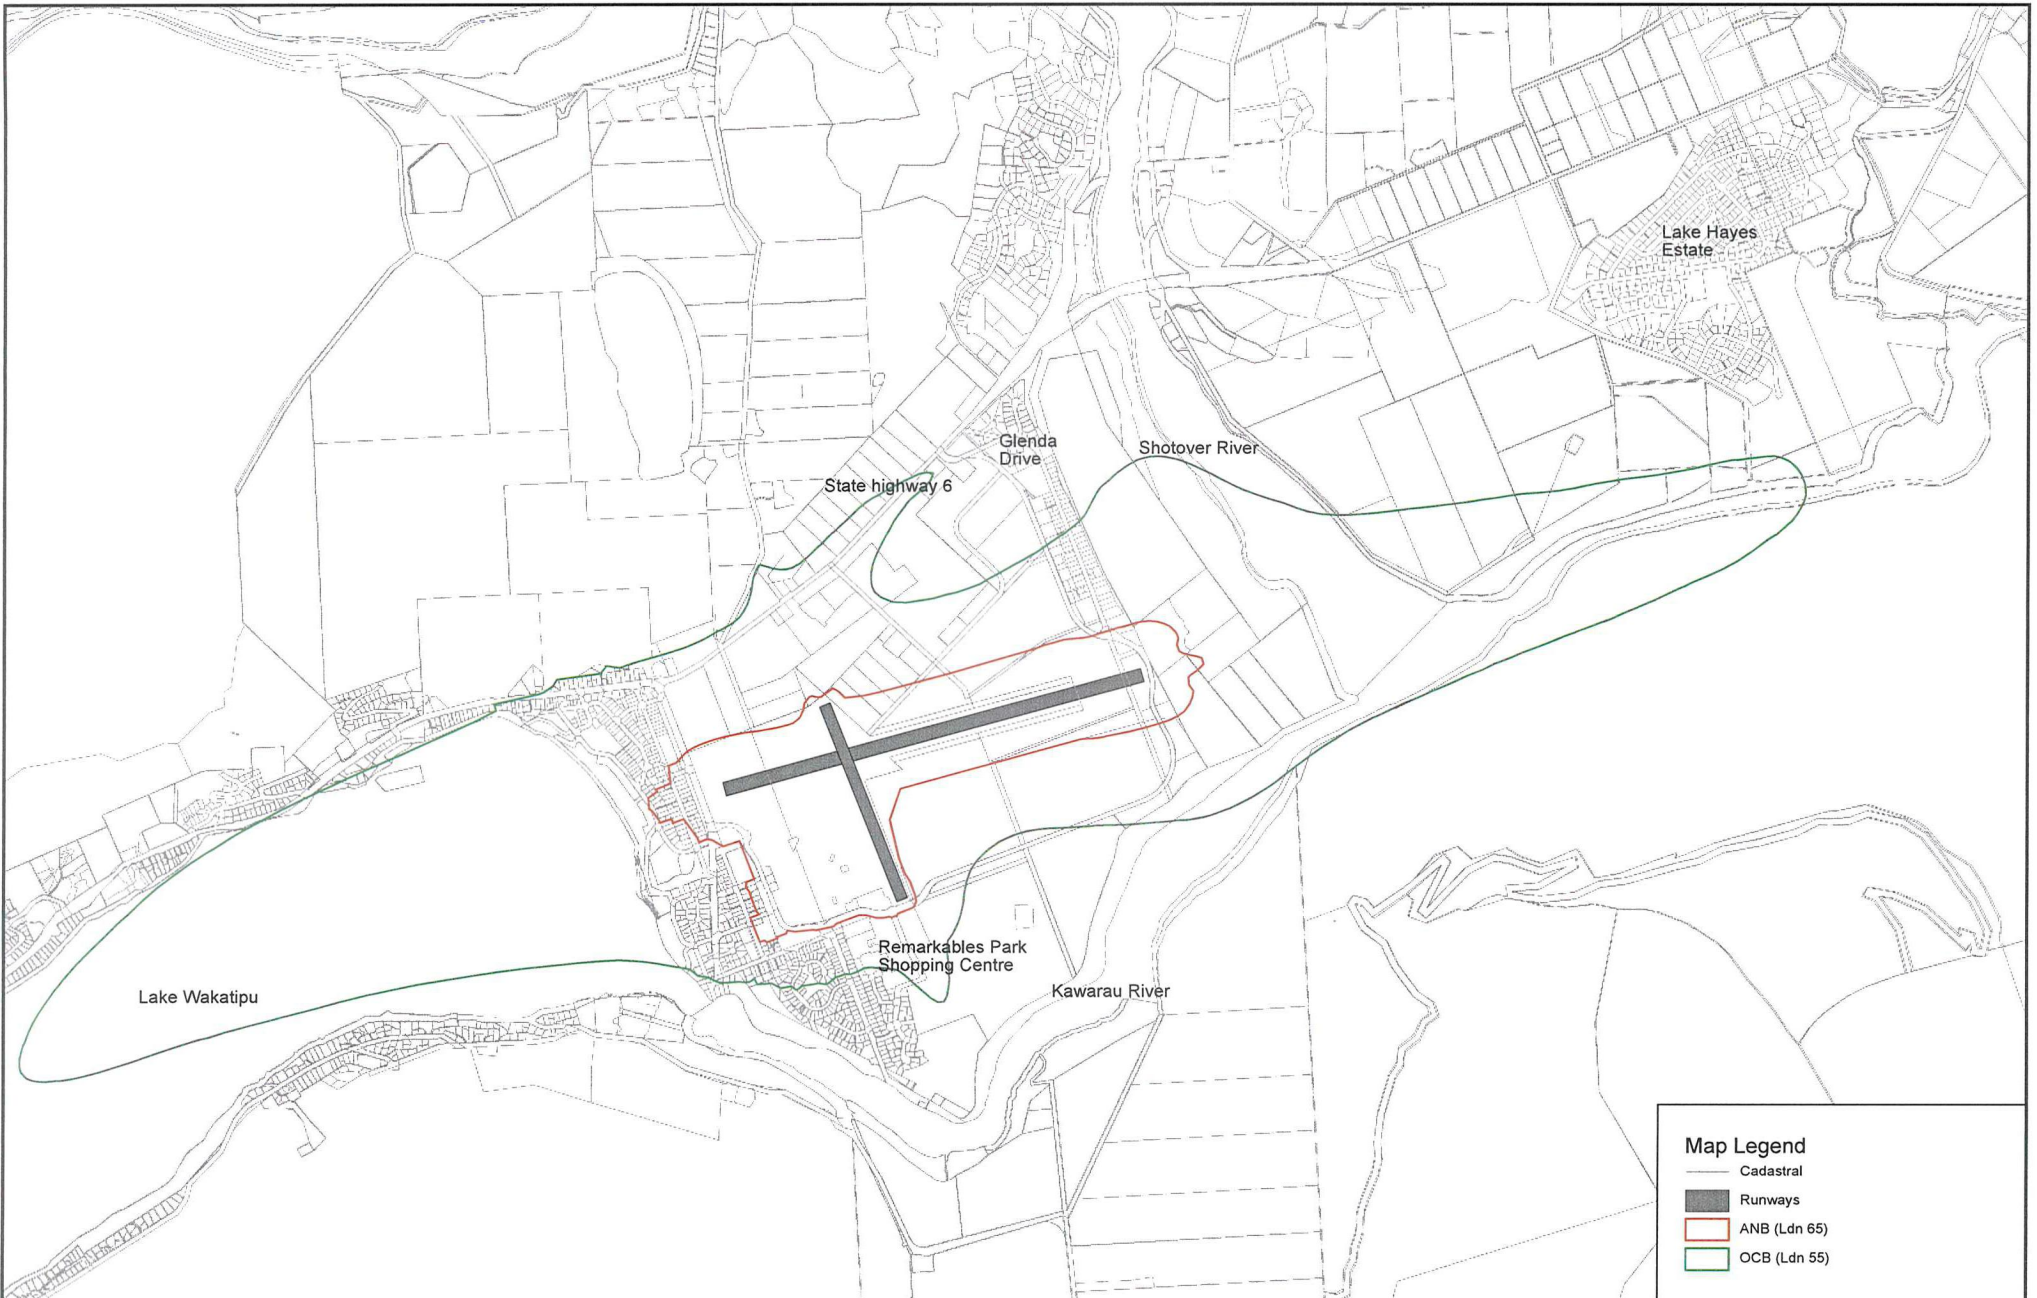 Lake Hayes
Estate
Glenda
Drive
Shotover River
State highway 6
Remarkables Park
Shopping Centre
Kawarau River
Lake Wakatipu
Map Legend
Cadastral
Runways
ANB (Ldn 65)
OCB (Ldn 55)